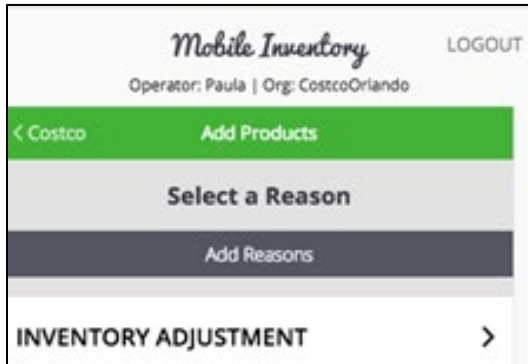 Mobile Inventory LOGOUT
Operator: Paula | Org: CostcoOrlando
< Costco Add Products
Select a Reason
Add Reasons
INVENTORY ADJUSTMENT >